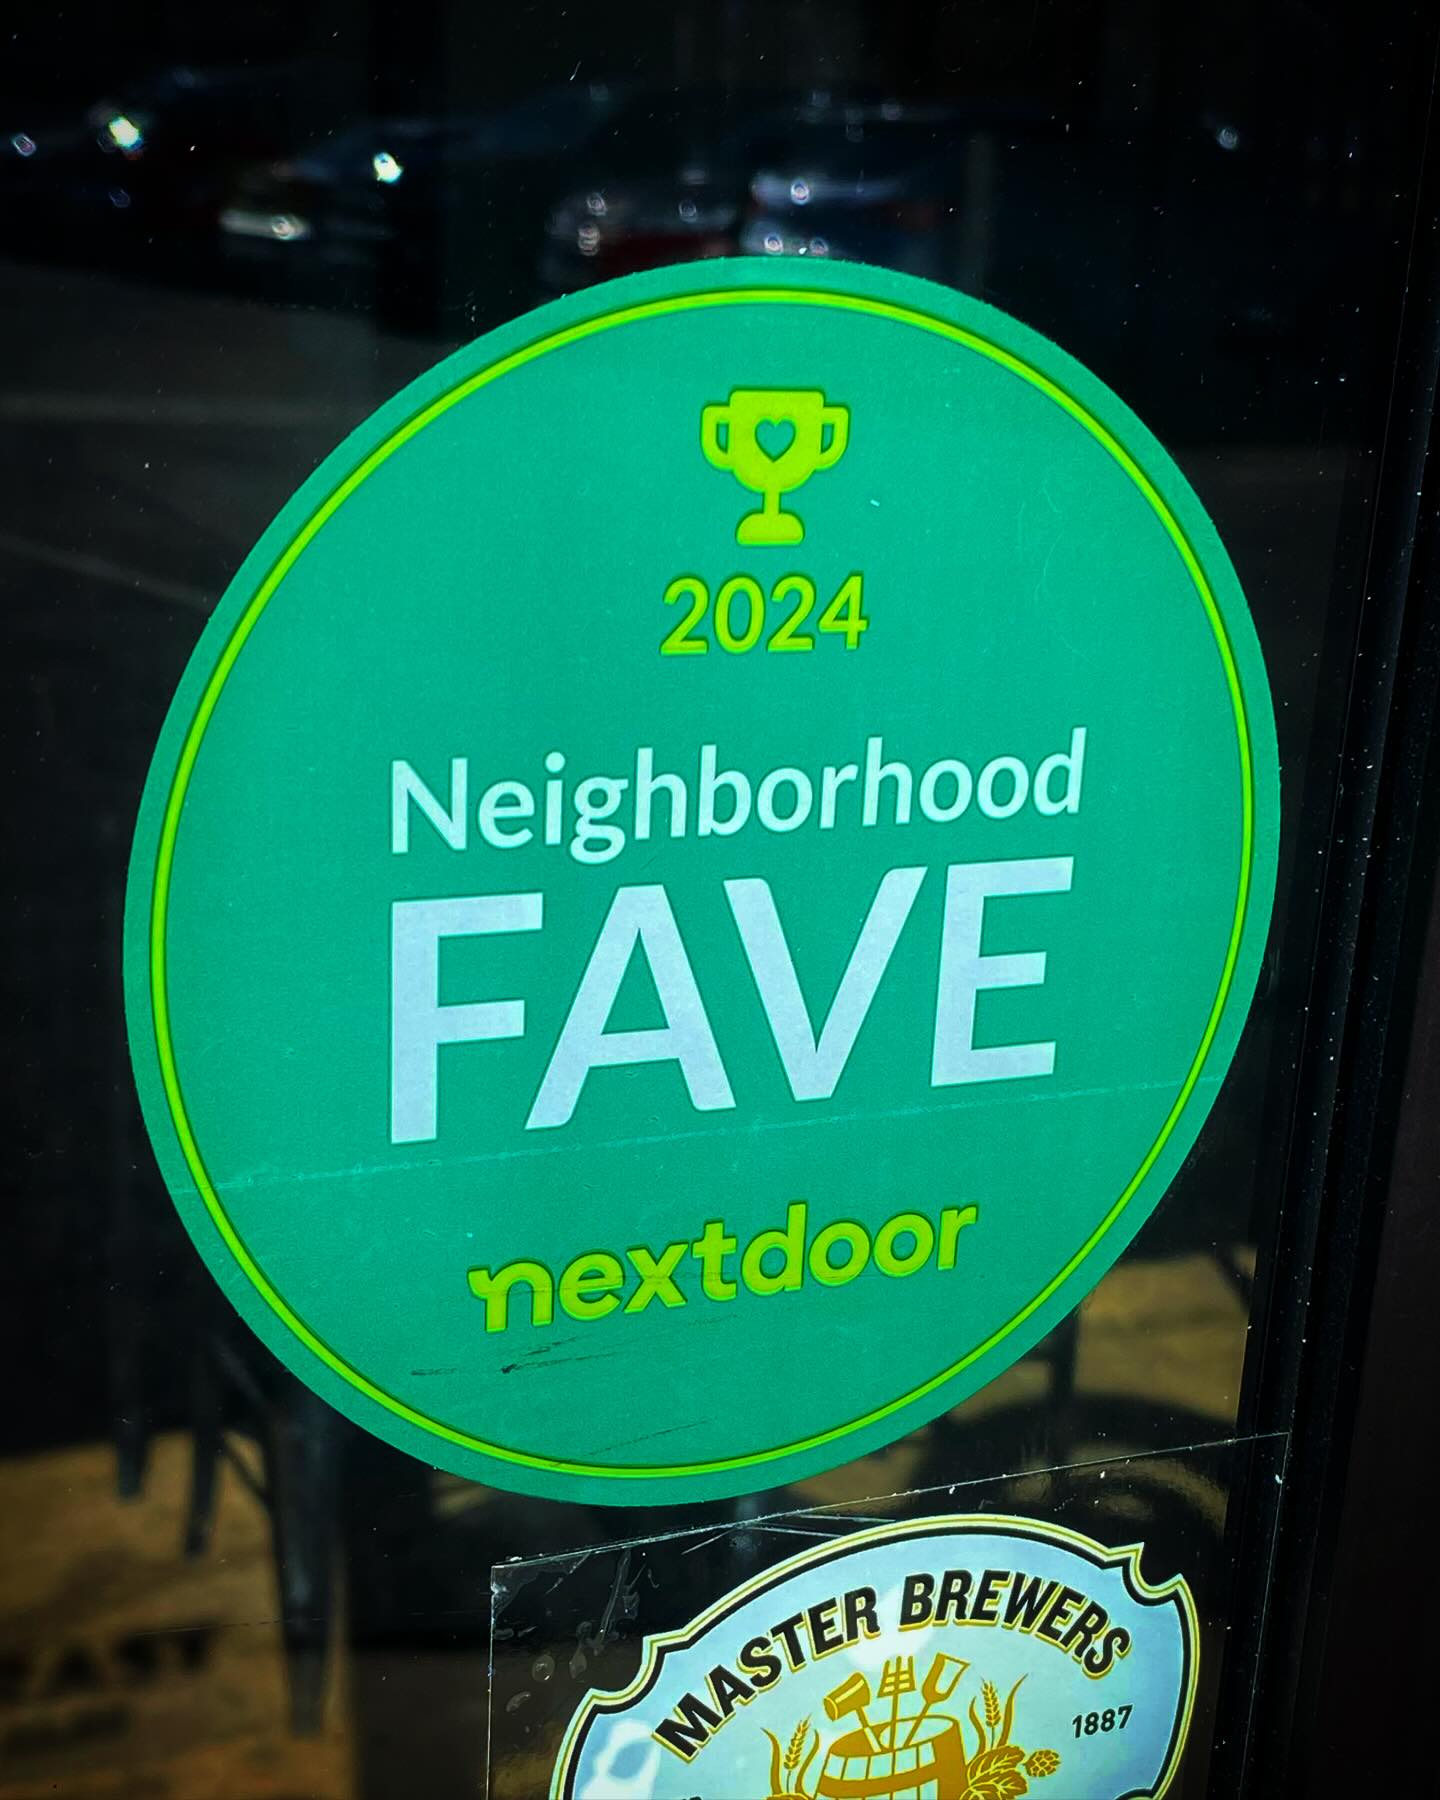 2024
Neighborhood
FAVE
nextdoor
MASTER BREWERS
1887